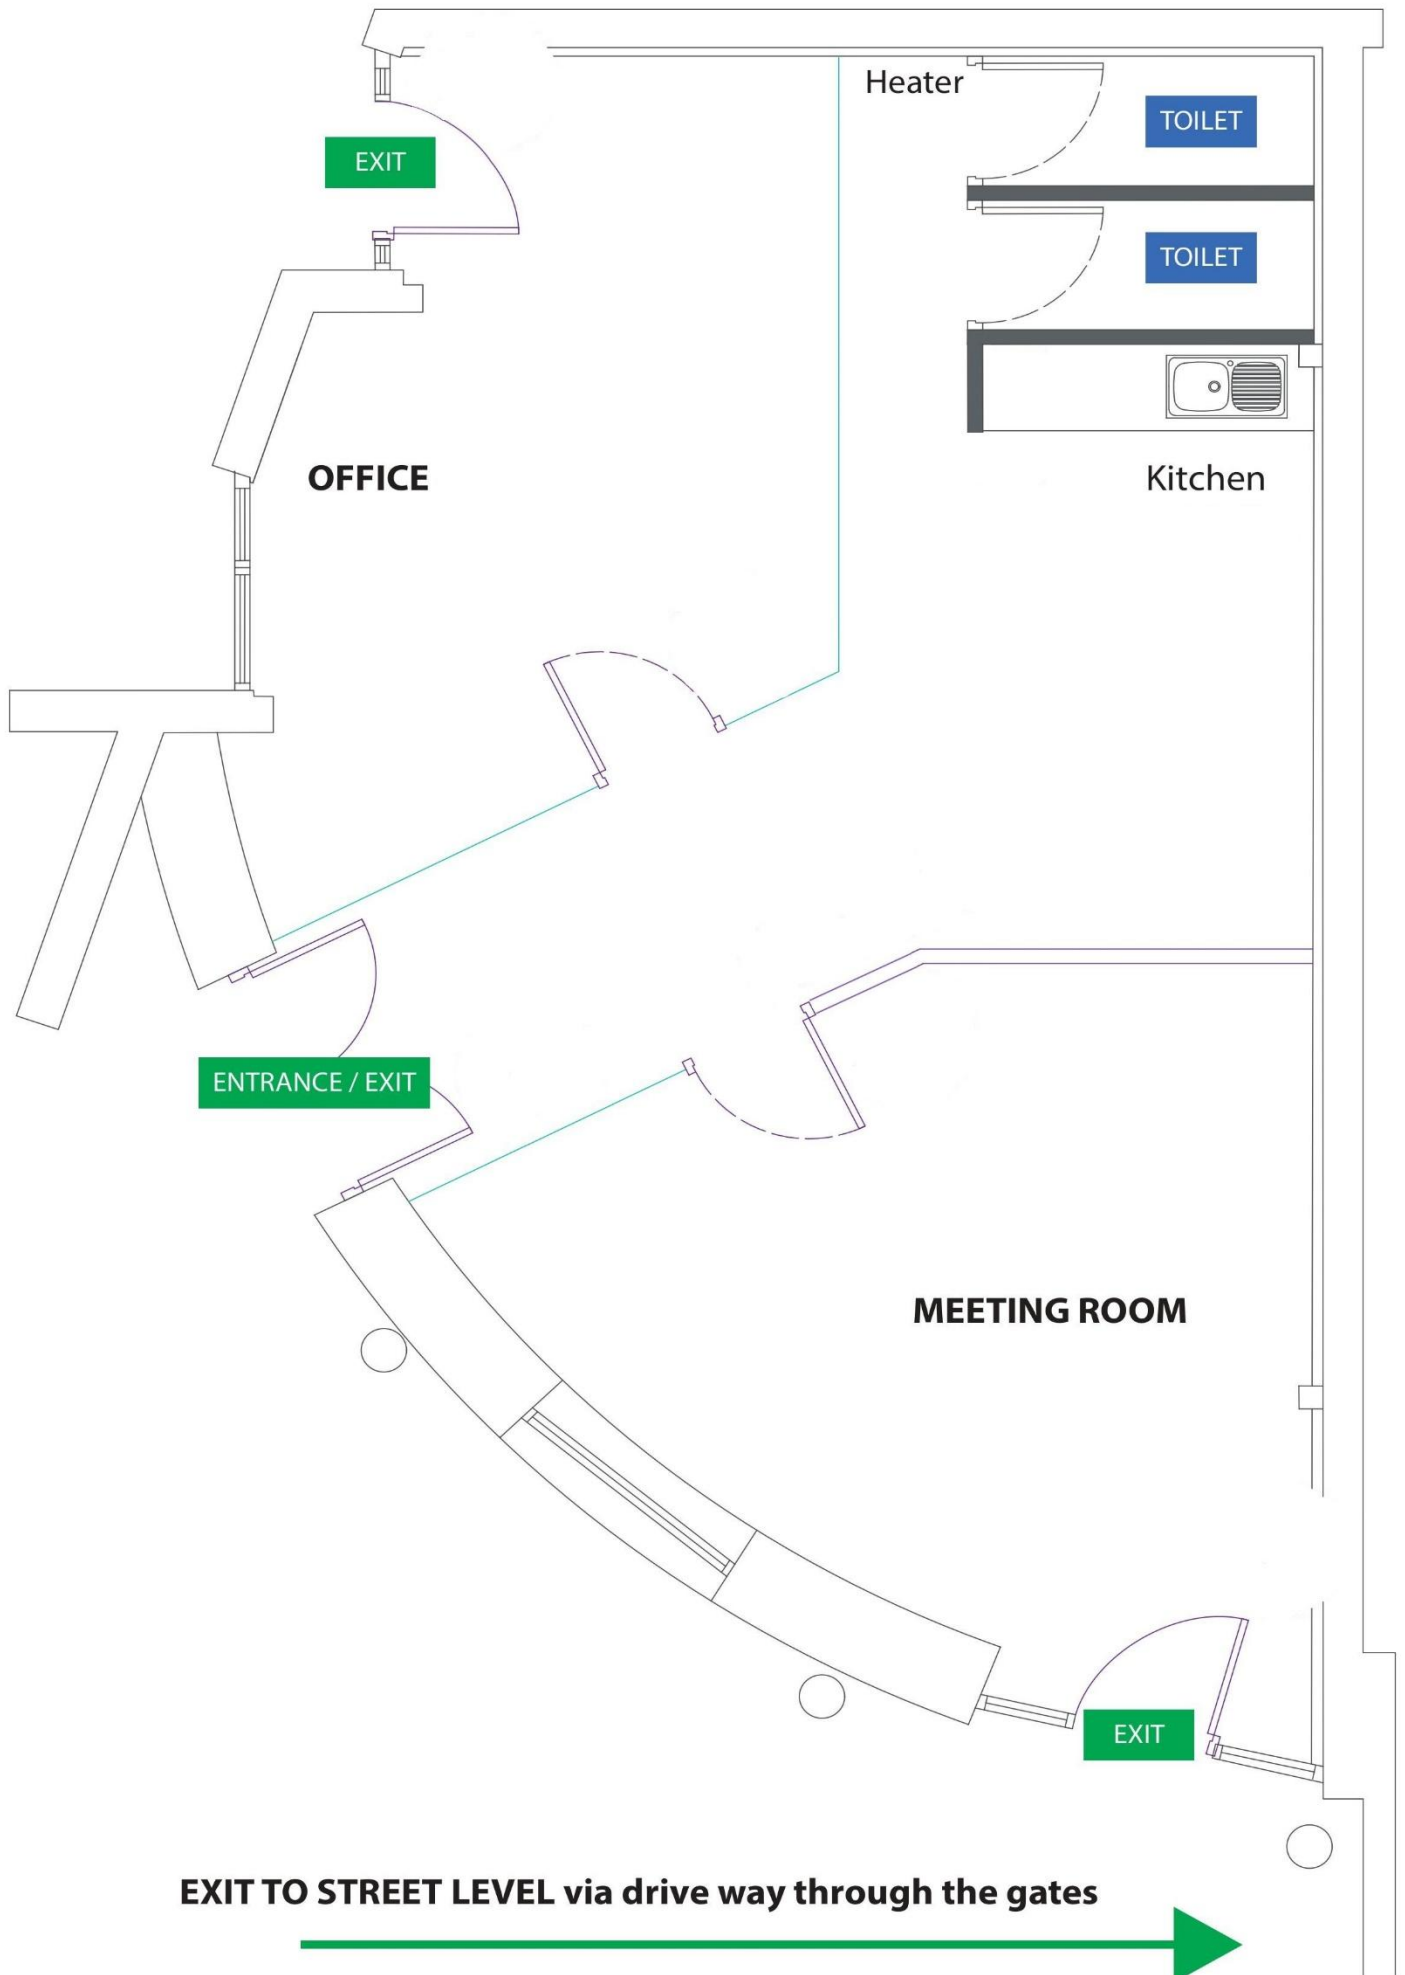 Heater
TOILET
EXIT
TOILET
OFFICE
Kitchen
ENTRANCE / EXIT
MEETING ROOM
EXIT
EXIT TO STREET LEVEL via drive way through the gates